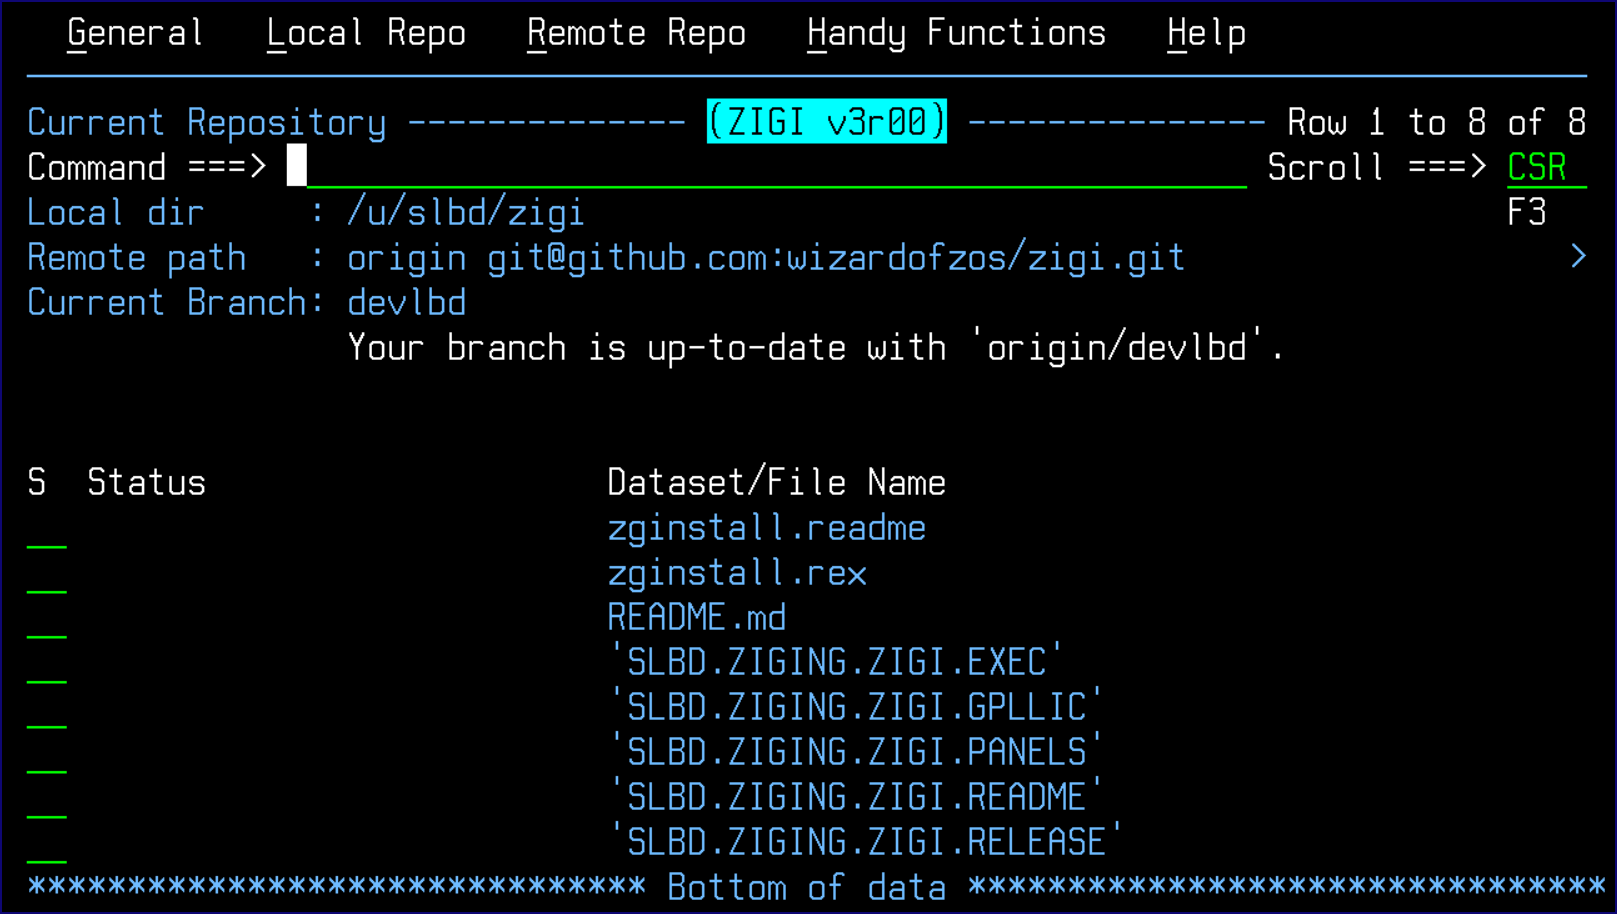 General Local Repo Remote Repo Handy Functions Help
Current Repository -------------- (ZIGI v3r00) --------------- Row 1 to 8 of 8
Command ===> Scroll ===> CSR
Local dir : /u/slbd/zigi F3
Remote path : origin git@github.com:wizardofzos/zigi.git >
Current Branch: devlbd
Your branch is up-to-date with 'origin/devlbd'.
S Status Dataset/File Name
zginstall.readme
zginstall.rex
README.md
'SLBD.ZIGING.ZIGI.EXEC'
'SLBD.ZIGING.ZIGI.GPLLIC'
'SLBD.ZIGING.ZIGI.PANELS'
'SLBD.ZIGING.ZIGI.README'
'SLBD.ZIGING.ZIGI.RELEASE'
******************************* Bottom of data ********************************